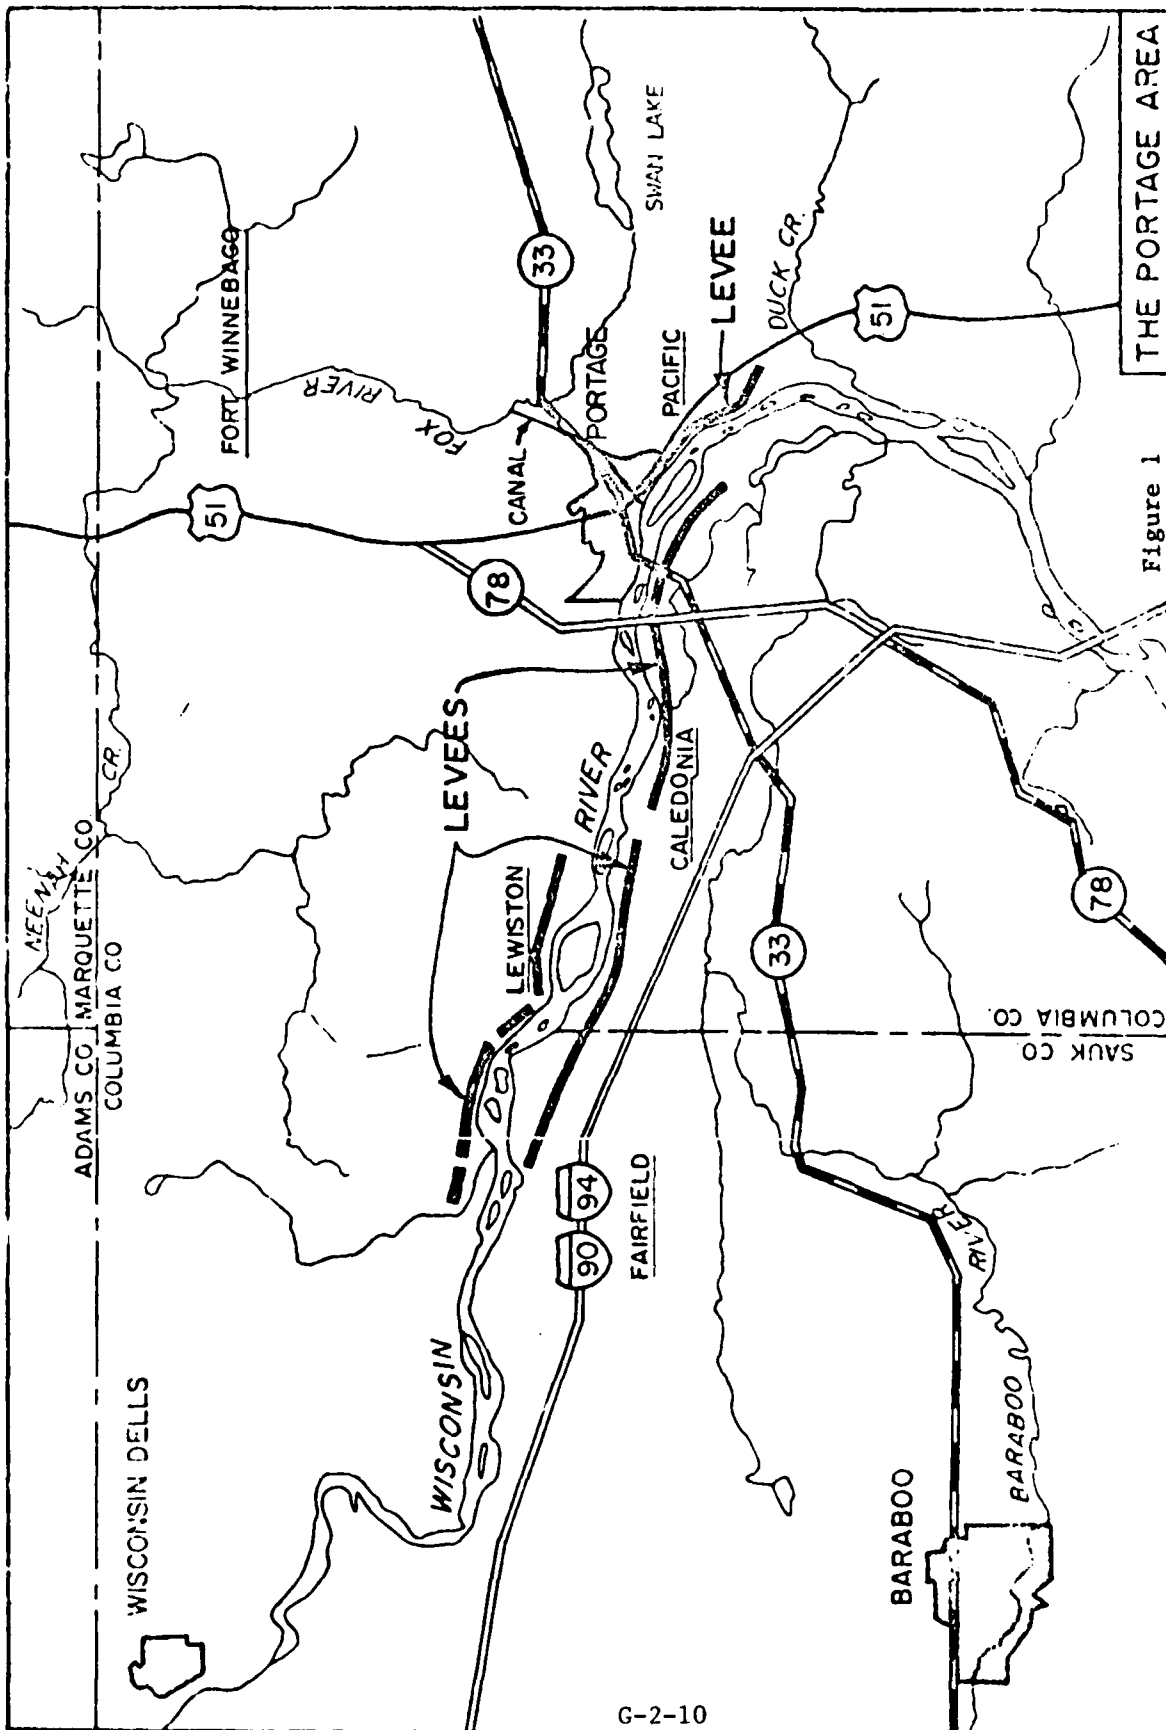 WISCONSIN DELLS
ADAMS CO.
MARQUETTE CO
COLUMBIA CO
NEENAH
CR.
FORT WINNEBAGO
FOX
RIVER
51
78
33
SWAN LAKE
CANAL
PORTAGE
PACIFIC
LEVEE
DUCK CR.
51
LEVEES
LEWISTON
WISCONSIN
RIVER
CALEDONIA
90
94
FAIRFIELD
33
78
SAUK CO
COLUMBIA CO.
BARABOO
BARABOO
RIVER
THE PORTAGE AREA
Figure 1
G-2-10